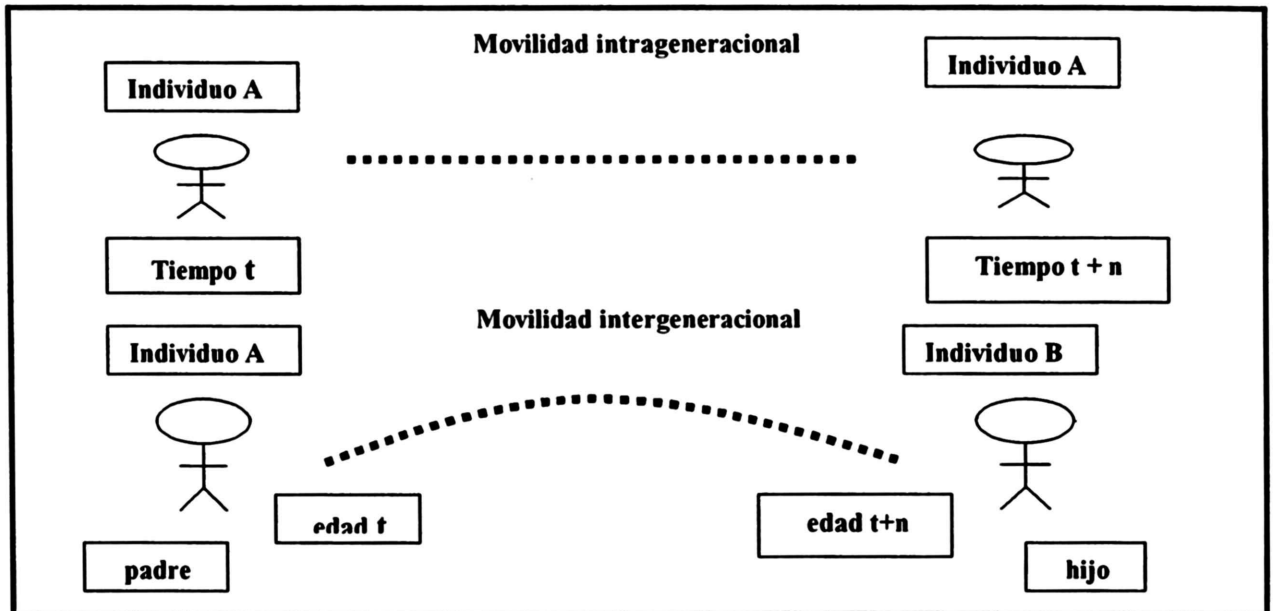 Movilidad intrageneracional
Individuo A
Individuo A
Tiempo t
Tiempo t + n
Movilidad intergeneracional
Individuo A
Individuo B
edad t
edad t+n
padre
hijo